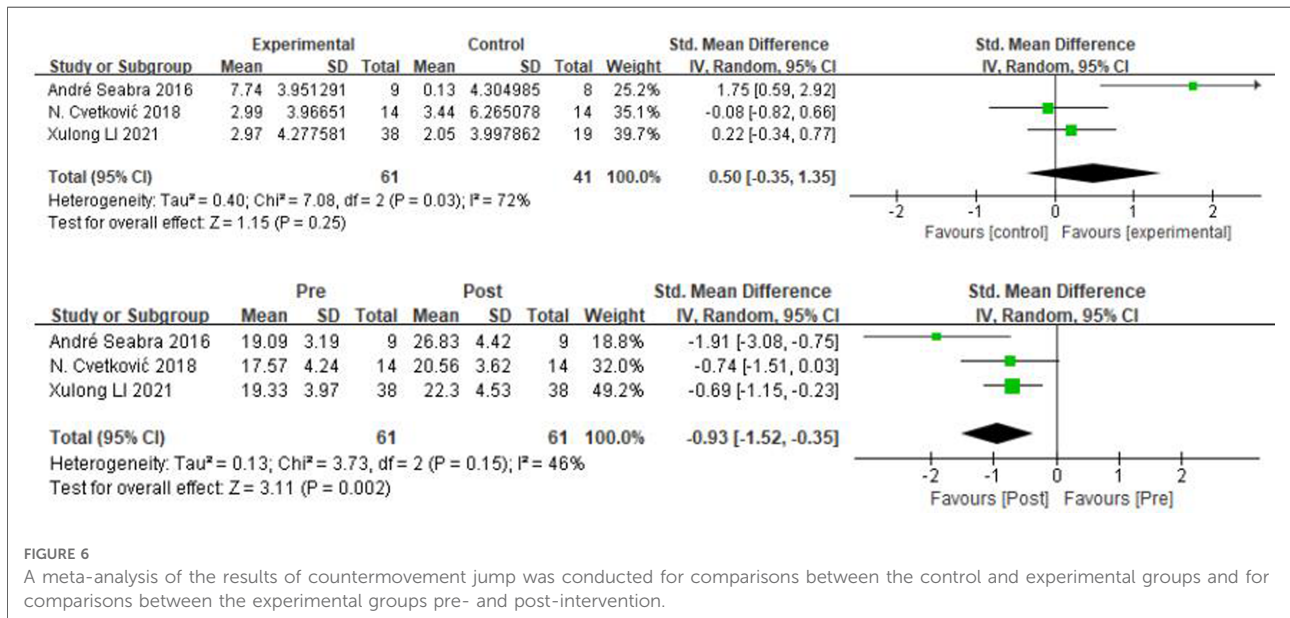 Experimental Control Std. Mean Difference Std. Mean Difference
Study or Subgroup Mean SD Total Mean SD Total Weight IV, Random, 95% CI IV, Random, 95% CI
André Seabra 2016 7.74 3.951291 9 0.13 4.304985 8 25.2% 1.75 [0.59, 2.92]
N. Cvetković 2018 2.99 3.96651 14 3.44 6.265078 14 35.1% -0.08 [-0.82, 0.66]
Xulong LI 2021 2.97 4.277581 38 2.05 3.997862 19 39.7% 0.22 [-0.34, 0.77]
Total (95% CI) 61 41 100.0% 0.50 [-0.35, 1.35]
Heterogeneity: Tau² = 0.40; Chi² = 7.08, df = 2 (P = 0.03); I² = 72%
Test for overall effect: Z = 1.15 (P = 0.25)
-2 -1 0 1 2
Favours [control] Favours [experimental]
Pre Post Std. Mean Difference Std. Mean Difference
Study or Subgroup Mean SD Total Mean SD Total Weight IV, Random, 95% CI IV, Random, 95% CI
André Seabra 2016 19.09 3.19 9 26.83 4.42 9 18.8% -1.91 [-3.08, -0.75]
N. Cvetković 2018 17.57 4.24 14 20.56 3.62 14 32.0% -0.74 [-1.51, 0.03]
Xulong LI 2021 19.33 3.97 38 22.3 4.53 38 49.2% -0.69 [-1.15, -0.23]
Total (95% CI) 61 61 100.0% -0.93 [-1.52, -0.35]
Heterogeneity: Tau² = 0.13; Chi² = 3.73, df = 2 (P = 0.15); I² = 46%
Test for overall effect: Z = 3.11 (P = 0.002)
-2 -1 0 1 2
Favours [Post] Favours [Pre]
FIGURE 6
A meta-analysis of the results of countermovement jump was conducted for comparisons between the control and experimental groups and for
comparisons between the experimental groups pre- and post-intervention.